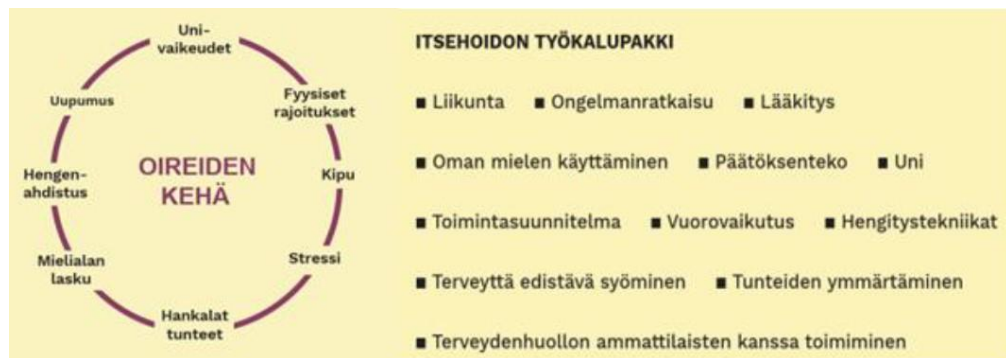 Uni-
vaikeudet
Fyysiset
rajoitukset
Kipu
Stressi
Hankalat
tunteet
Mielialan
lasku
Hengen-
ahdistus
Uupumus
OIREIDEN
KEHÄ
ITSEHOIDON TYÖKALUPAKKI
■ Liikunta ■ Ongelmanratkaisu ■ Lääkitys
■ Oman mielen käyttäminen ■ Päätöksenteko ■ Uni
■ Toimintasuunnitelma ■ Vuorovaikutus ■ Hengitystekniikat
■ Terveyttä edistävä syöminen ■ Tunteiden ymmärtäminen
■ Terveydenhuollon ammattilaisten kanssa toimiminen